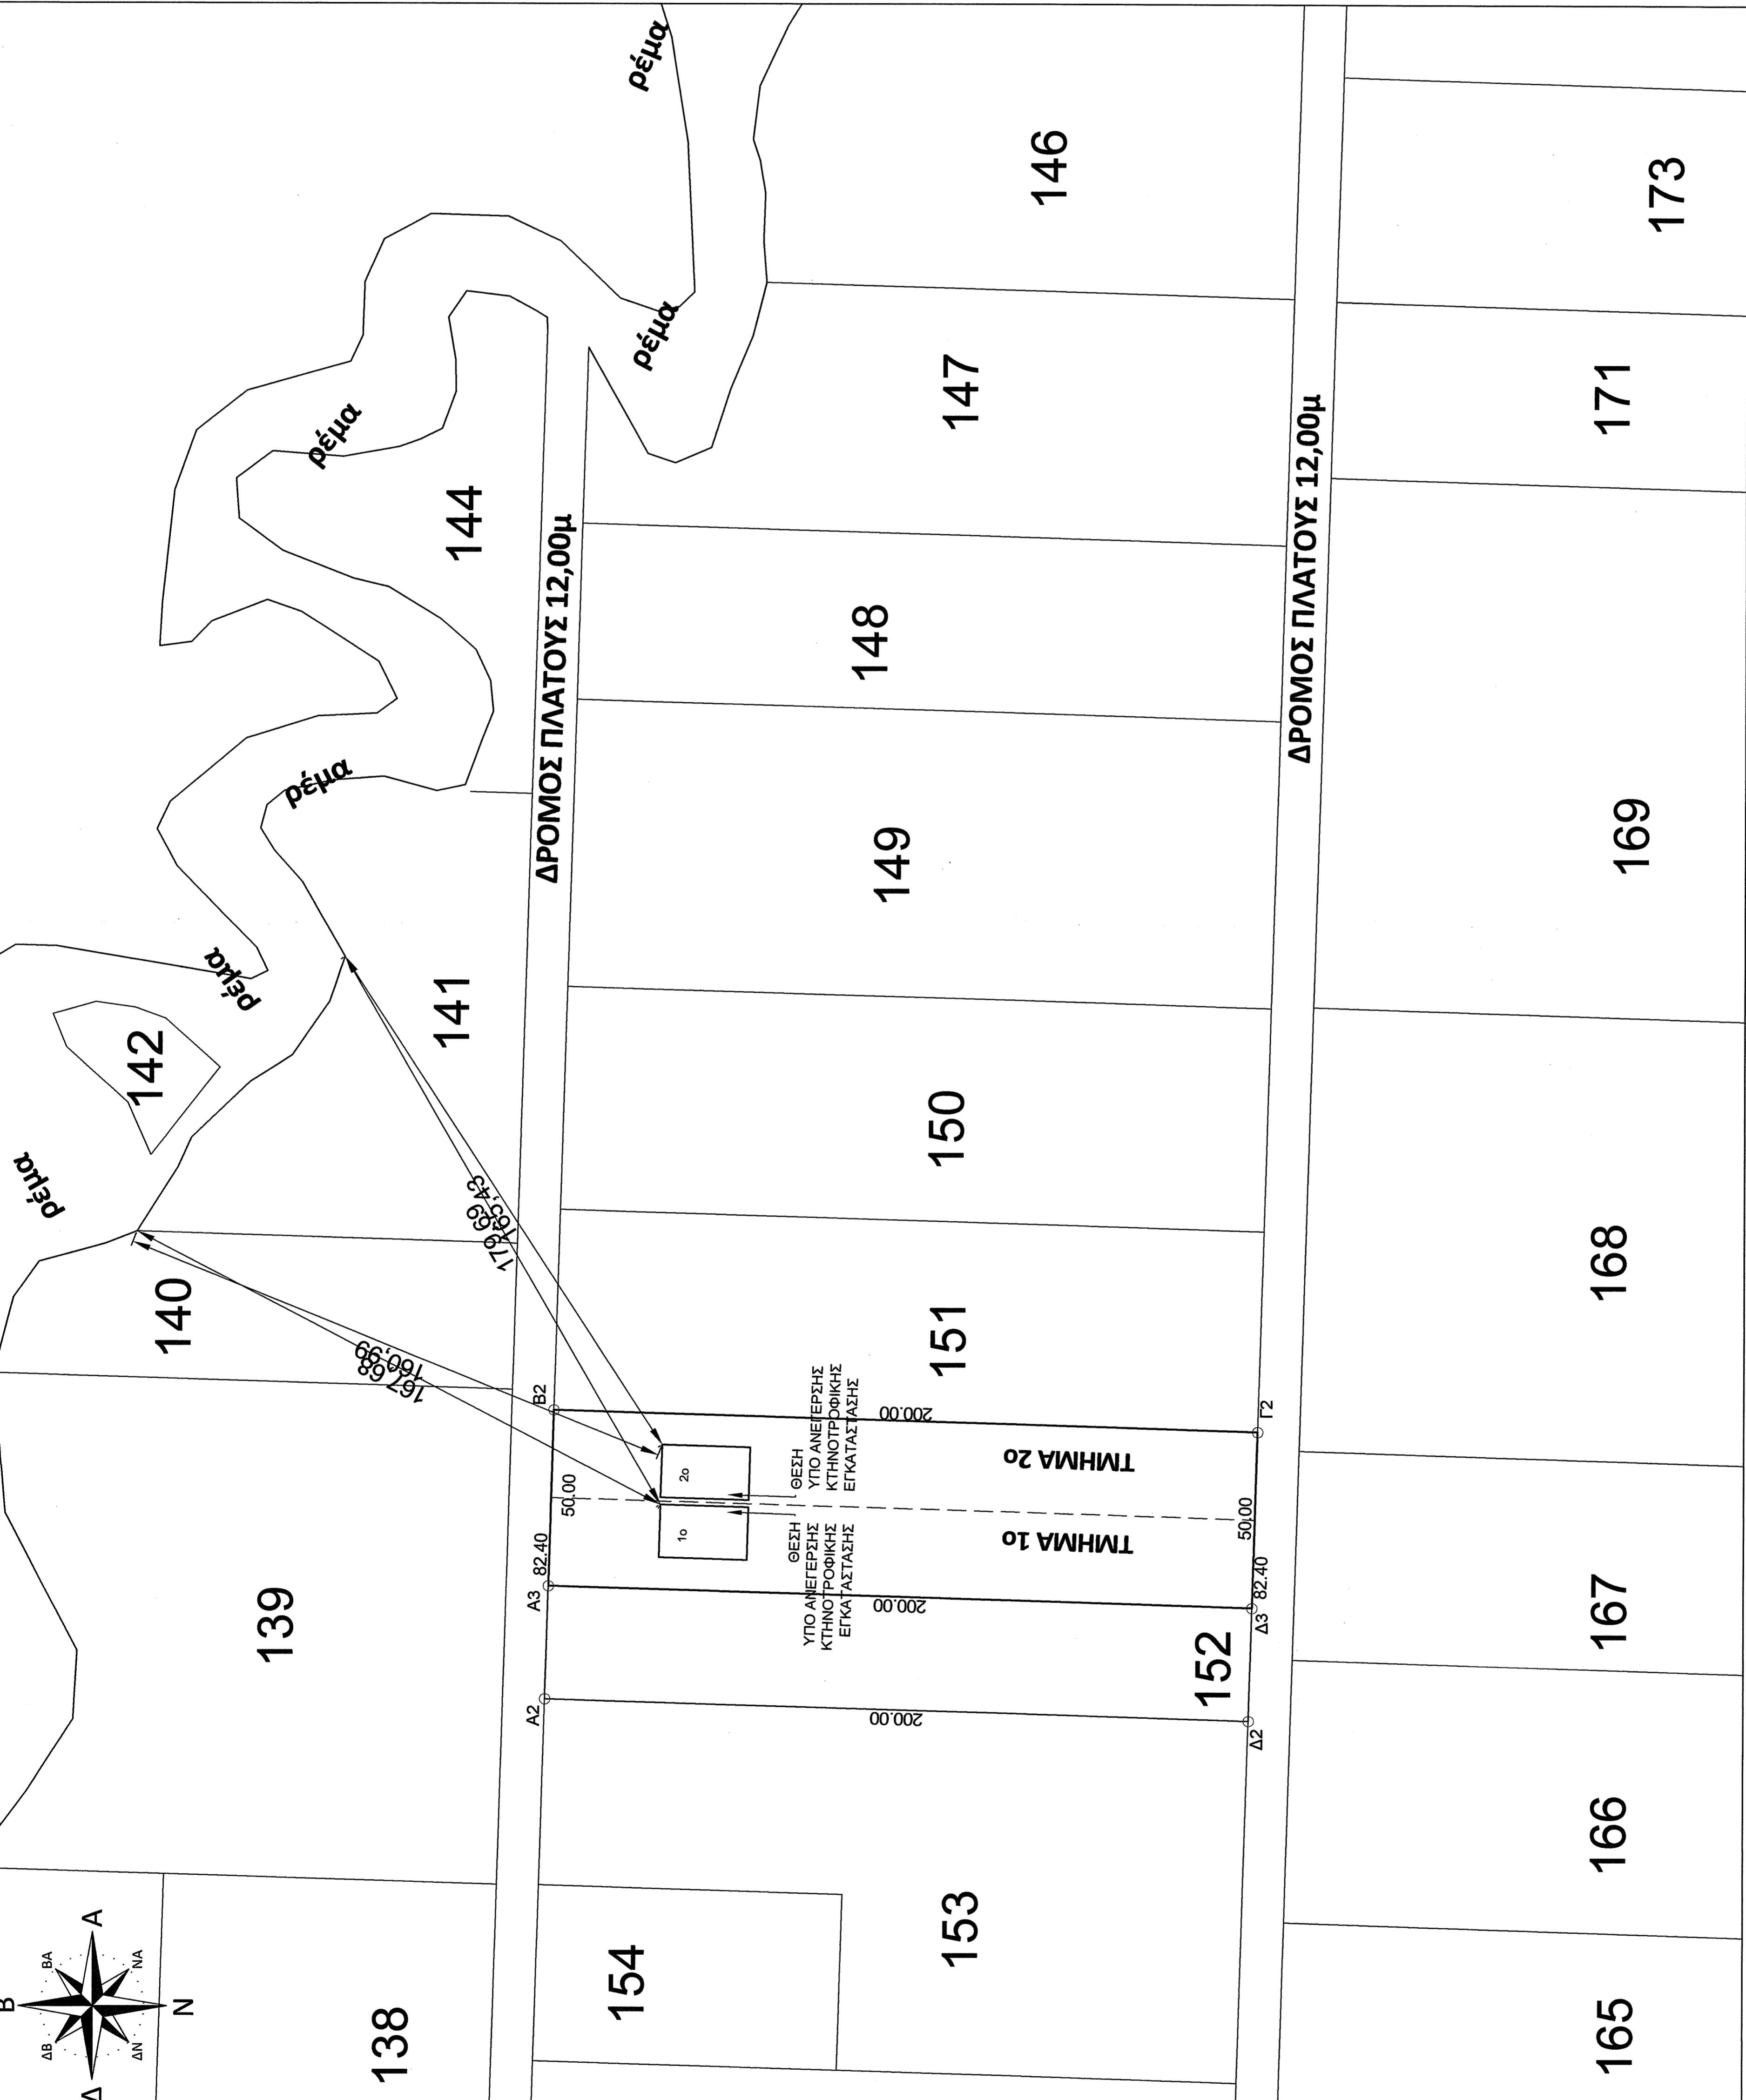 ρέμα
ρέμα
ρέμα
ρέμα
ρέμα
ρέμα
146
173
147
171
144
148
149
169
141
142
150
140
151
168
139
152
167
166
153
154
138
165
ΔΡΟΜΟΣ ΠΛΑΤΟΥΣ 12,00μ
ΔΡΟΜΟΣ ΠΛΑΤΟΥΣ 12,00μ
179,69
165,43
160,99
167,68
B2
Γ2
A3
Δ3
A2
Δ2
50.00
82.40
50.00
82.40
200.00
200.00
200.00
1ο
2ο
ΘΕΣΗ
ΥΠΟ ΑΝΕΓΕΡΣΗΣ
ΚΤΗΝΟΤΡΟΦΙΚΗΣ
ΕΓΚΑΤΑΣΤΑΣΗΣ
ΘΕΣΗ
ΥΠΟ ΑΝΕΓΕΡΣΗΣ
ΚΤΗΝΟΤΡΟΦΙΚΗΣ
ΕΓΚΑΤΑΣΤΑΣΗΣ
ΤΜΗΜΑ 2ο
ΤΜΗΜΑ 1ο
Β
ΒΑ
Α
ΝΑ
Ν
ΔΝ
Δ
ΔΒ